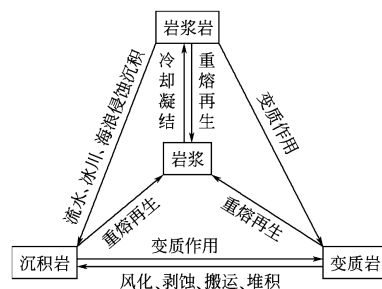 岩浆岩
流水、冰川、海浪侵蚀沉积
冷却凝结
重熔再生
变质作用
岩浆
重熔再生
重熔再生
沉积岩
变质作用
变质岩
风化、剥蚀、搬运、堆积